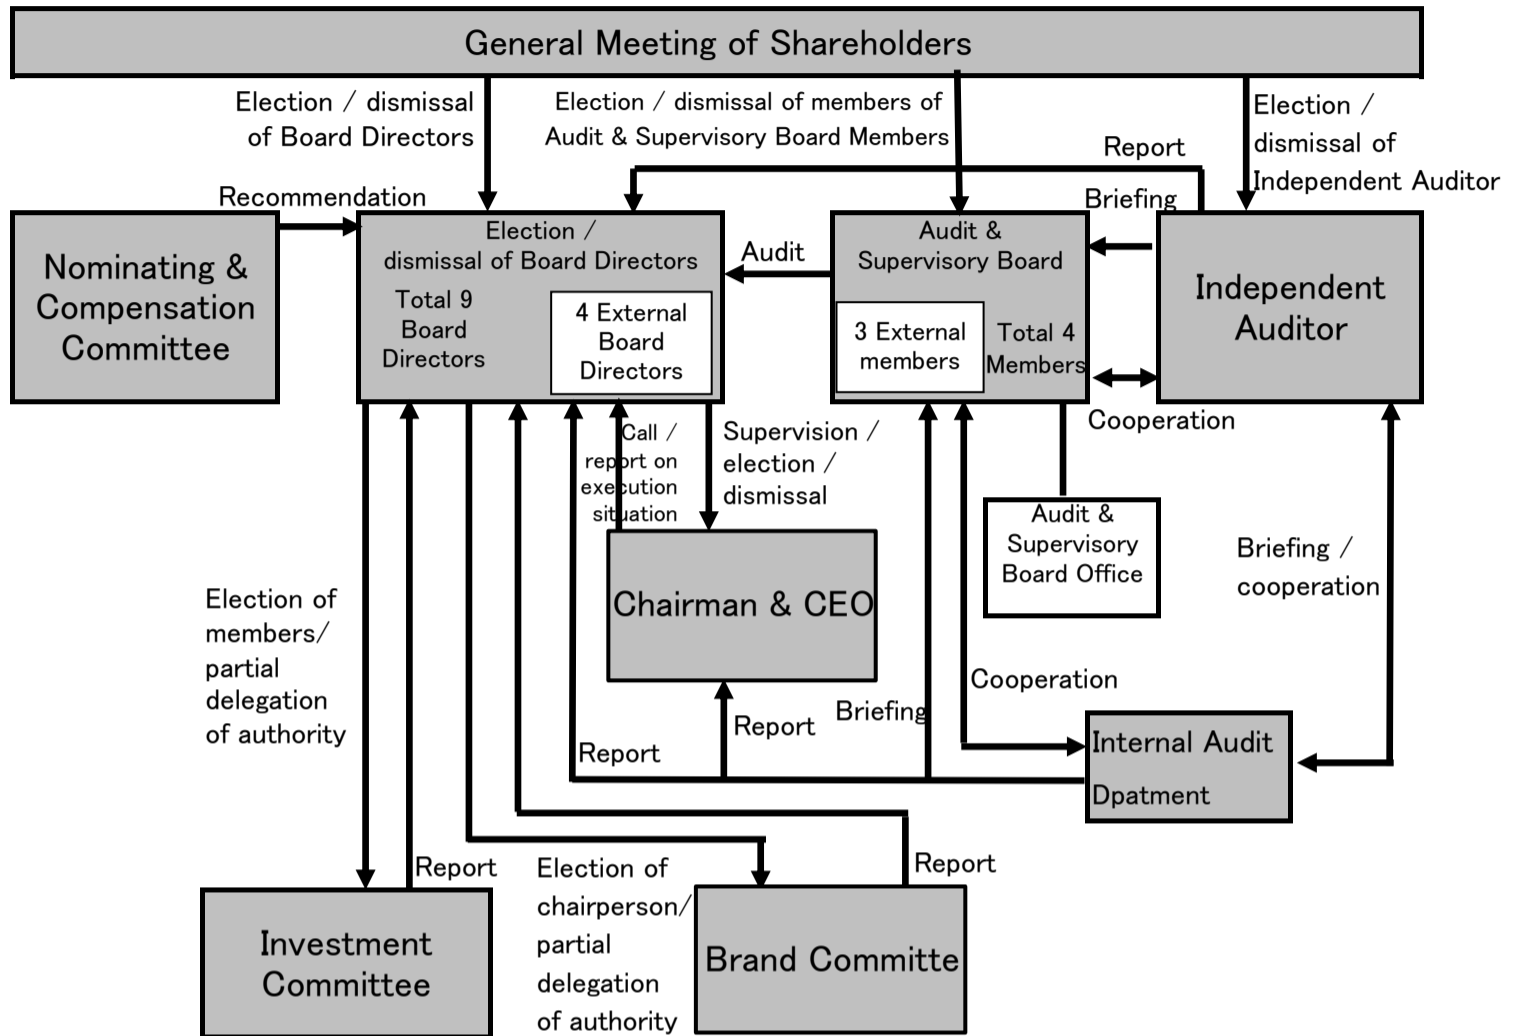 General Meeting of Shareholders
Election / dismissal
of Board Directors
Election / dismissal of members of
Audit & Supervisory Board Members
Election /
dismissal of
Independent Auditor
Report
Recommendation
Briefing
Nominating &
Compensation
Committee
Election /
dismissal of Board Directors
Total 9
Board
Directors
4 External
Board
Directors
Audit
Audit &
Supervisory Board
3 External
members
Total 4
Members
Independent
Auditor
Cooperation
Call /
report on
execution
situation
Supervision /
election /
dismissal
Audit &
Supervisory
Board Office
Briefing /
cooperation
Chairman & CEO
Election of
members/
partial
delegation
of authority
Cooperation
Briefing
Report
Report
Internal Audit
Dpatment
Report
Election of
chairperson/
partial
delegation
of authority
Report
Investment
Committee
Brand Committe